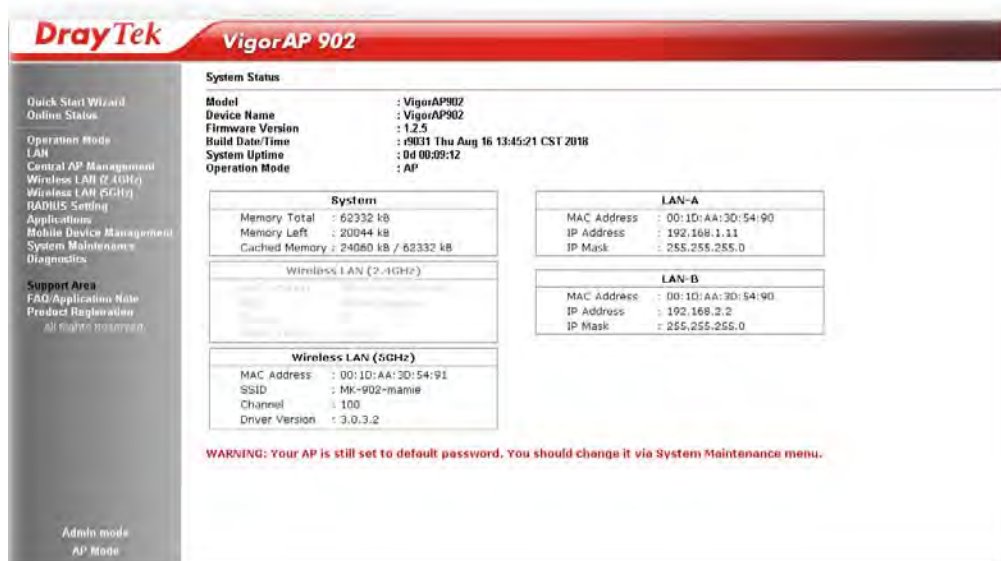 DrayTek
VigorAP 902
Quick Start Wizard
Online Status
Operation Mode
LAN
Central AP Management
Wireless LAN (2.4GHz)
Wireless LAN (5GHz)
RADIUS Setting
Applications
Mobile Device Management
System Maintenance
Diagnostics
Support Area
FAQ/Application Note
Product Registration
All Rights Reserved.
Admin mode
AP Mode
System Status
Model : VigorAP902
Device Name : VigorAP902
Firmware Version : 1.2.5
Build Date/Time : r9031 Thu Aug 16 13:45:21 CST 2018
System Uptime : 0d 00:09:12
Operation Mode : AP
System
Memory Total : 62332 kB
Memory Left : 20044 kB
Cached Memory : 24060 kB / 62332 kB
Wireless LAN (2.4GHz)
Wireless LAN (5GHz)
MAC Address : 00:1D:AA:3D:54:91
SSID : MK-902-mamie
Channel : 100
Driver Version : 3.0.3.2
LAN-A
MAC Address : 00:1D:AA:3D:54:90
IP Address : 192.168.1.11
IP Mask : 255.255.255.0
LAN-B
MAC Address : 00:1D:AA:3D:54:90
IP Address : 192.168.2.2
IP Mask : 255.255.255.0
WARNING: Your AP is still set to default password. You should change it via System Maintenance menu.